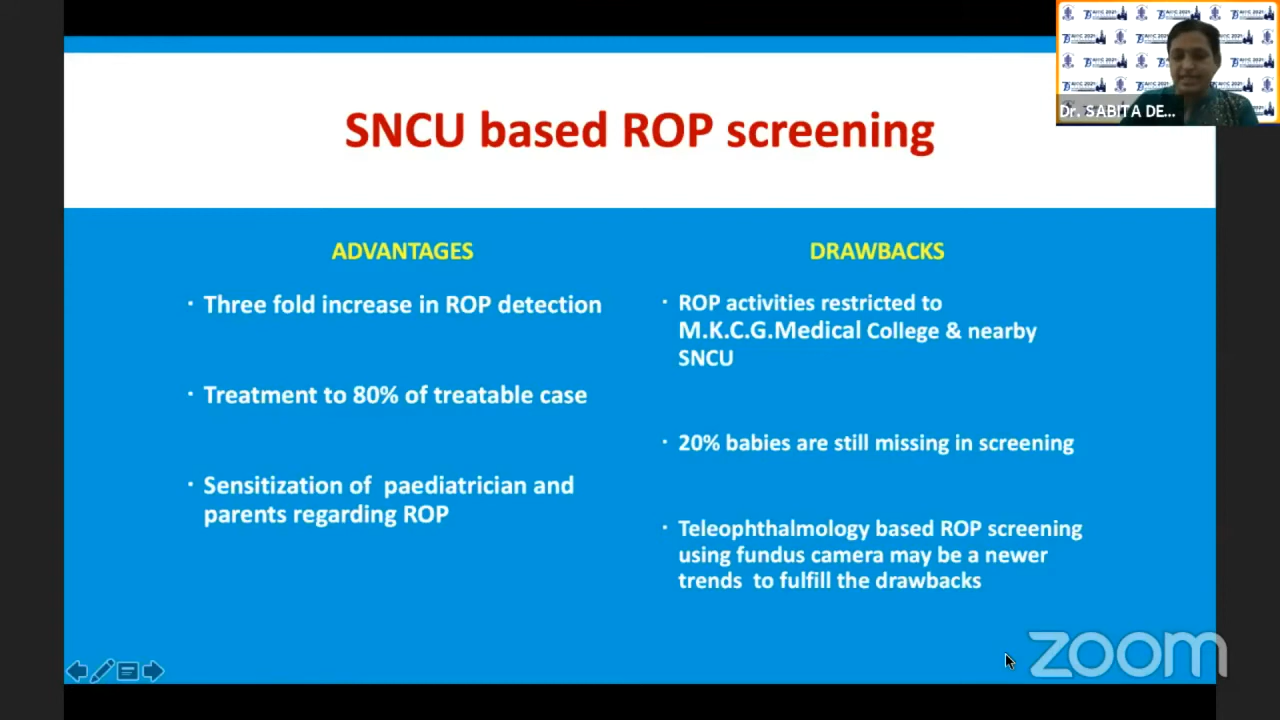 SNCU based ROP screening
Dr. SABITA DE...
ADVANTAGES
· Three fold increase in ROP detection
· Treatment to 80% of treatable case
· Sensitization of paediatrician and
parents regarding ROP
DRAWBACKS
· ROP activities restricted to
M.K.C.G.Medical College & nearby
SNCU
· 20% babies are still missing in screening
· Teleophthalmology based ROP screening
using fundus camera may be a newer
trends to fulfill the drawbacks
zoom